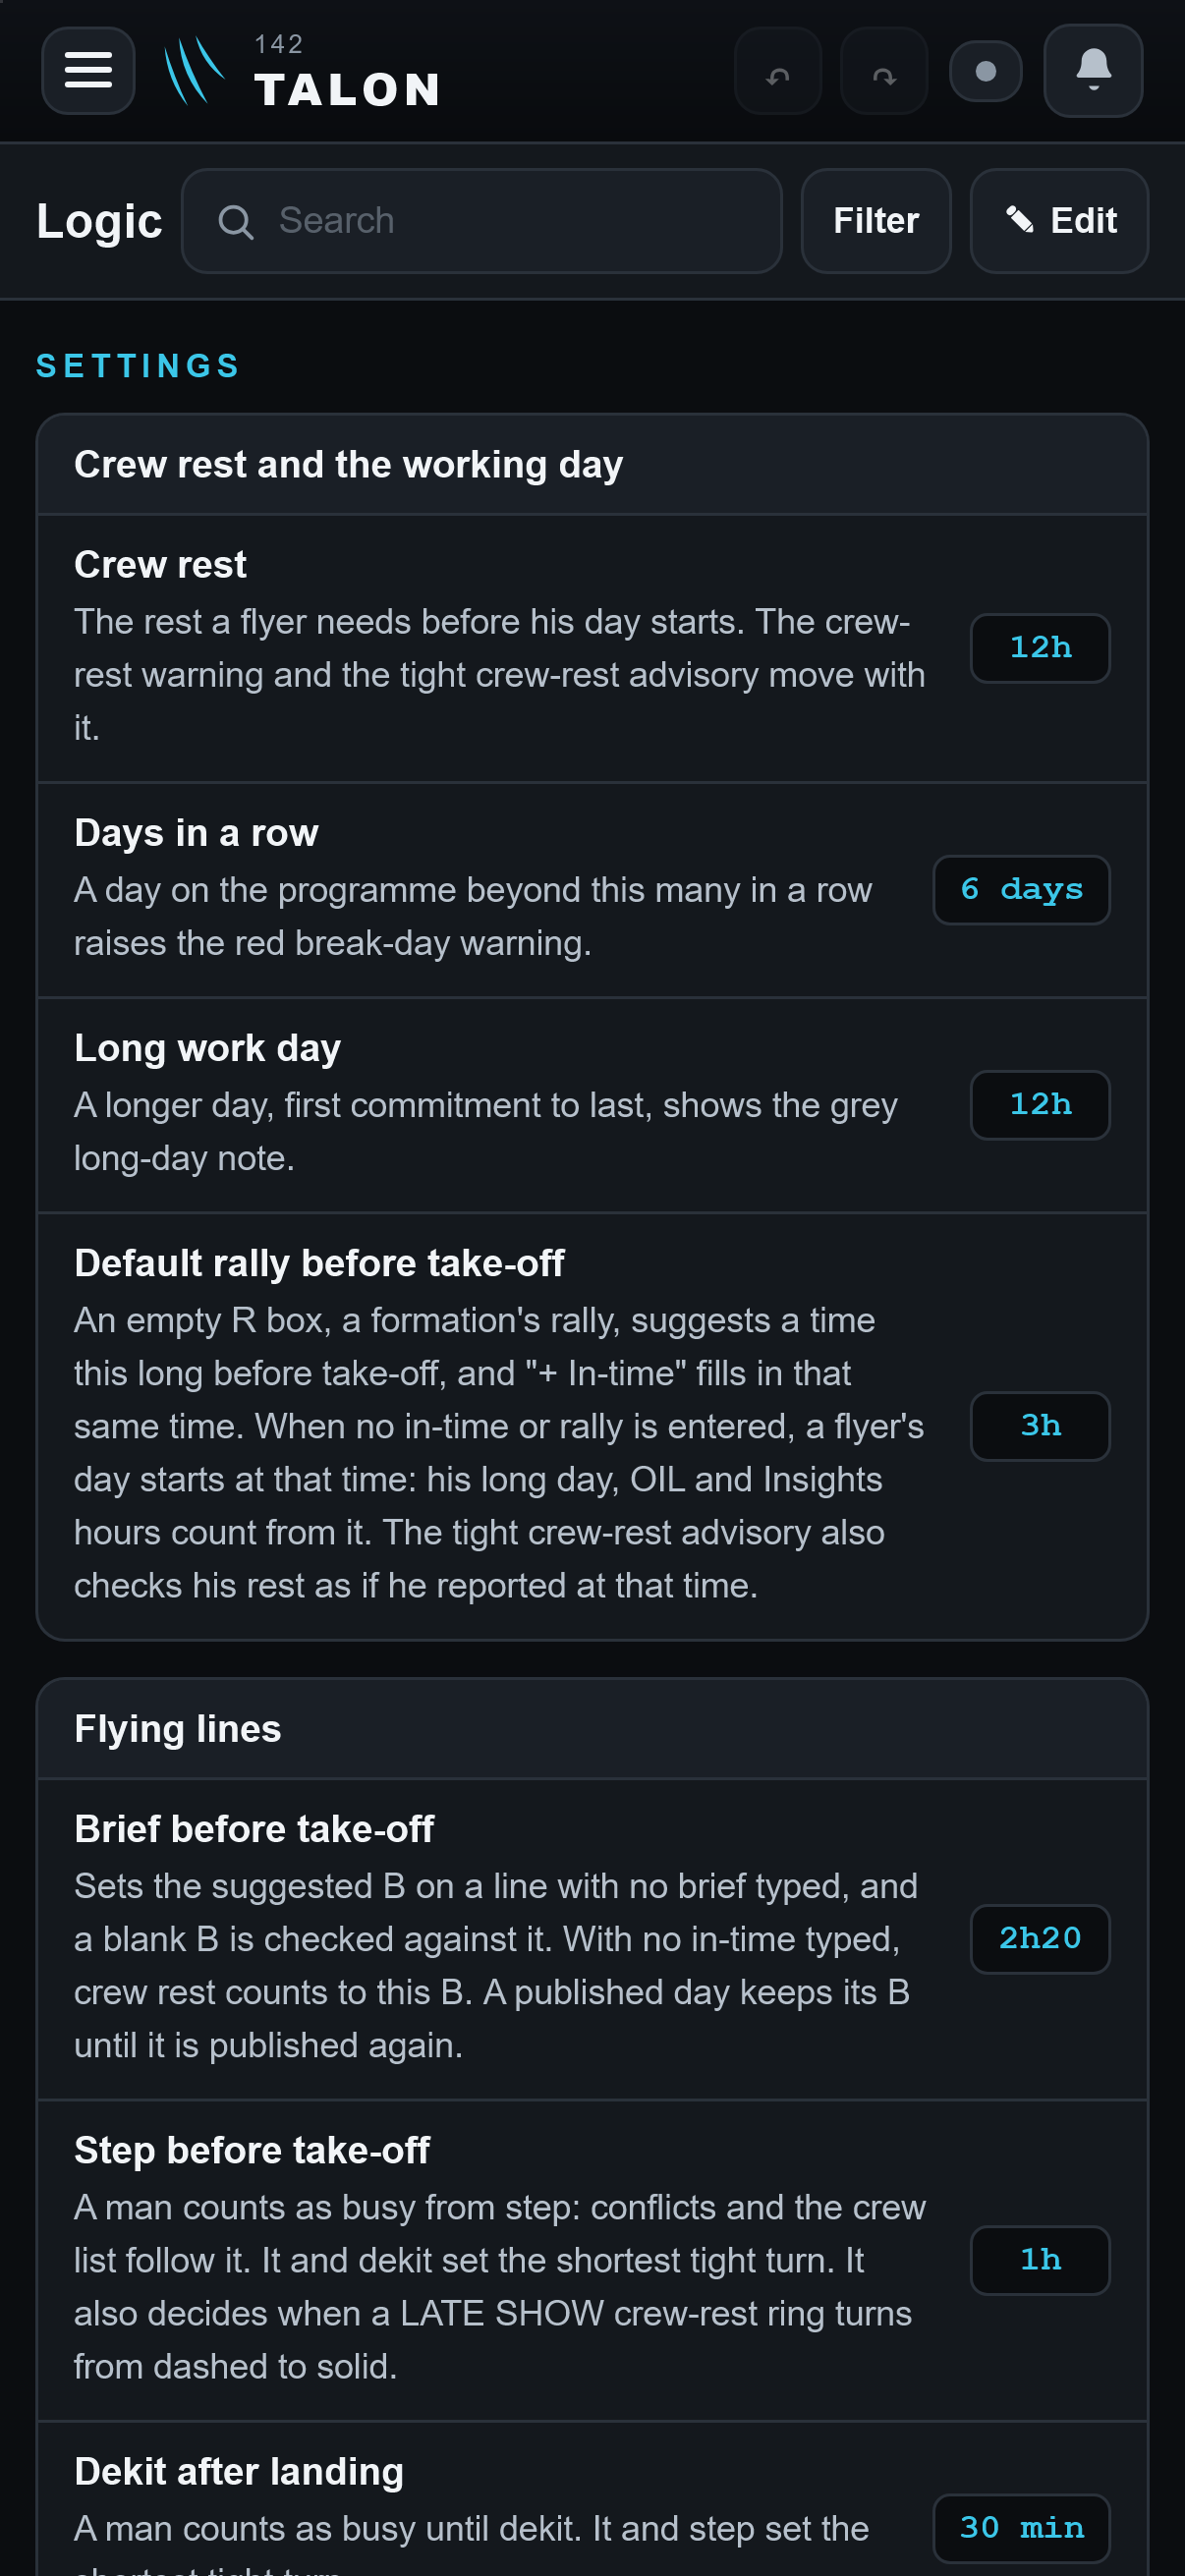 142
TALON
Logic
Search
Filter
Edit
SETTINGS
Crew rest and the working day
Crew rest
The rest a flyer needs before his day starts. The crew-
rest warning and the tight crew-rest advisory move with
it.
12h
Days in a row
A day on the programme beyond this many in a row
raises the red break-day warning.
6 days
Long work day
A longer day, first commitment to last, shows the grey
long-day note.
12h
Default rally before take-off
An empty R box, a formation's rally, suggests a time
this long before take-off, and "+ In-time" fills in that
same time. When no in-time or rally is entered, a flyer's
day starts at that time: his long day, OIL and Insights
hours count from it. The tight crew-rest advisory also
checks his rest as if he reported at that time.
3h
Flying lines
Brief before take-off
Sets the suggested B on a line with no brief typed, and
a blank B is checked against it. With no in-time typed,
crew rest counts to this B. A published day keeps its B
until it is published again.
2h20
Step before take-off
A man counts as busy from step: conflicts and the crew
list follow it. It and dekit set the shortest tight turn. It
also decides when a LATE SHOW crew-rest ring turns
from dashed to solid.
1h
Dekit after landing
A man counts as busy until dekit. It and step set the
30 min